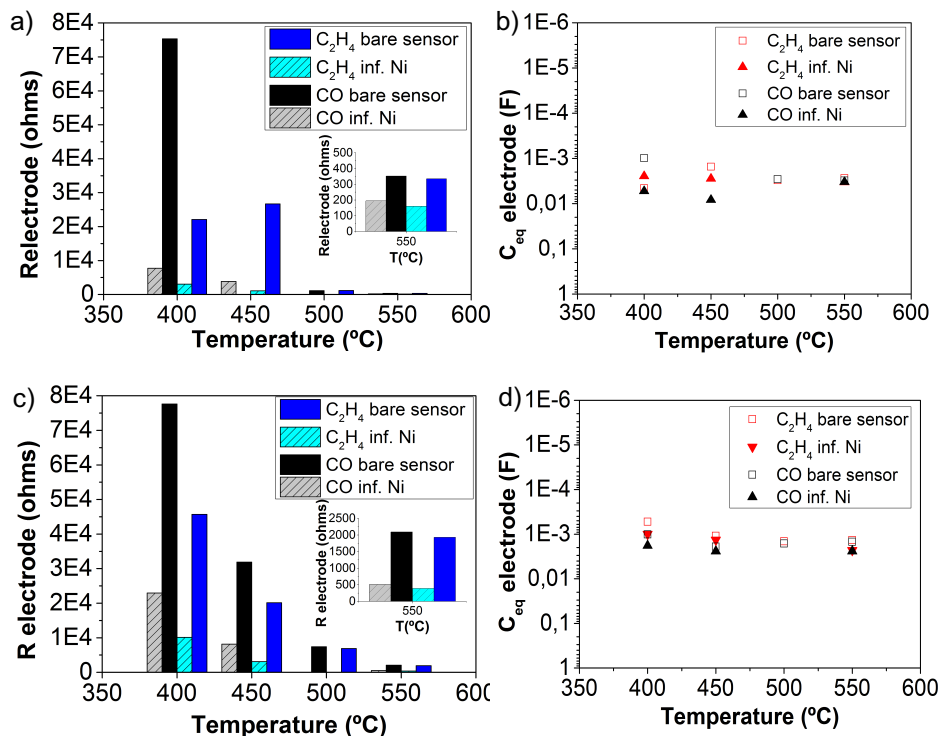 a)
8E4
7E4
6E4
5E4
4E4
3E4
2E4
1E4
0
Relectrode (ohms)
350 400 450 500 550 600
Temperature (ºC)
C₂H₄ bare sensor
C₂H₄ inf. Ni
CO bare sensor
CO inf. Ni
500
400
300
200
100
0
Relectrode (ohms)
550
T(ºC)
b)
1E-6
1E-5
1E-4
1E-3
0,01
0,1
1
C_eq electrode (F)
350 400 450 500 550 600
Temperature (ºC)
C₂H₄ bare sensor
C₂H₄ inf. Ni
CO bare sensor
CO inf. Ni
c)
8E4
7E4
6E4
5E4
4E4
3E4
2E4
1E4
0
R electrode (ohms)
350 400 450 500 550 600
Temperature (ºC)
C₂H₄ bare sensor
C₂H₄ inf. Ni
CO bare sensor
CO inf. Ni
2500
2000
1500
1000
500
0
R electrode (ohms)
550
T(ºC)
d)
1E-6
1E-5
1E-4
1E-3
0,01
0,1
1
C_eq electrode (F)
350 400 450 500 550 600
Temperature (ºC)
C₂H₄ bare sensor
C₂H₄ inf. Ni
CO bare sensor
CO inf. Ni